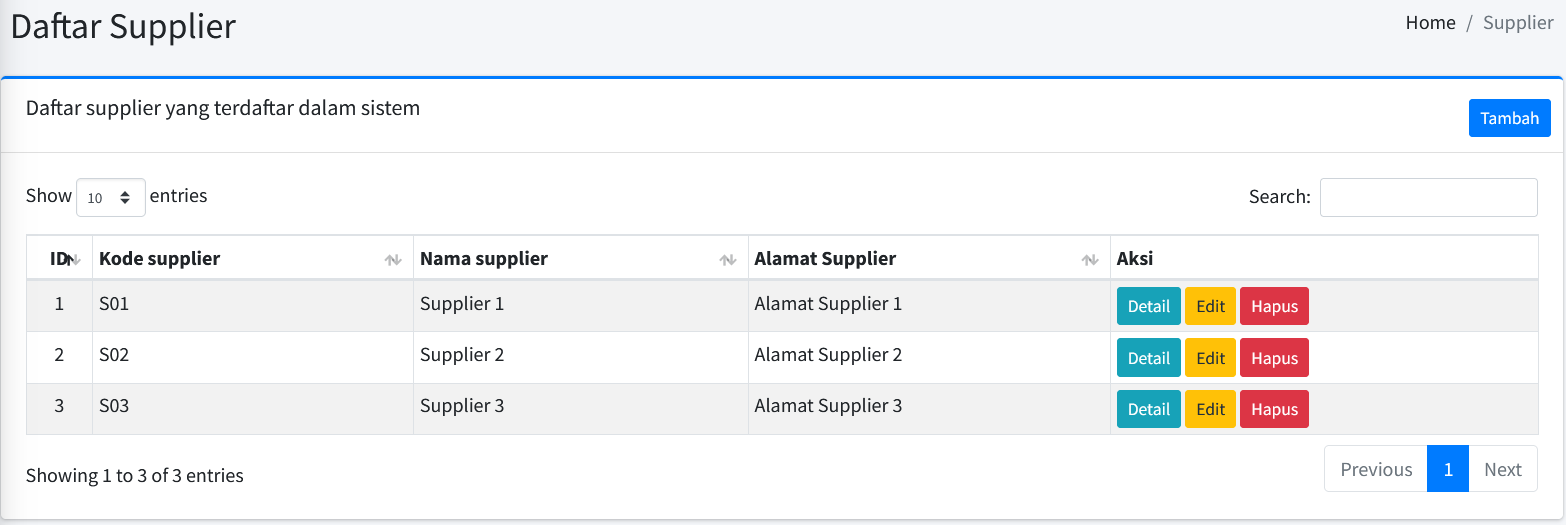 Daftar Supplier
Home / Supplier
Daftar supplier yang terdaftar dalam sistem
Tambah
Show 10 entries
Search:
ID Kode supplier Nama supplier Alamat Supplier Aksi
1 S01 Supplier 1 Alamat Supplier 1 Detail Edit Hapus
2 S02 Supplier 2 Alamat Supplier 2 Detail Edit Hapus
3 S03 Supplier 3 Alamat Supplier 3 Detail Edit Hapus
Showing 1 to 3 of 3 entries
Previous 1 Next